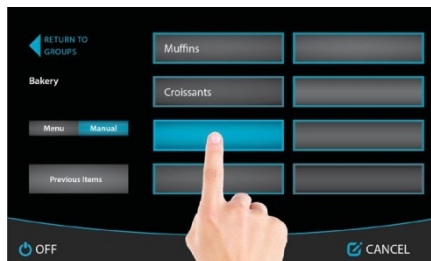 RETURN TO
GROUPS
Bakery
Menu Manual
Previous Items
Muffins
Croissants
OFF
CANCEL